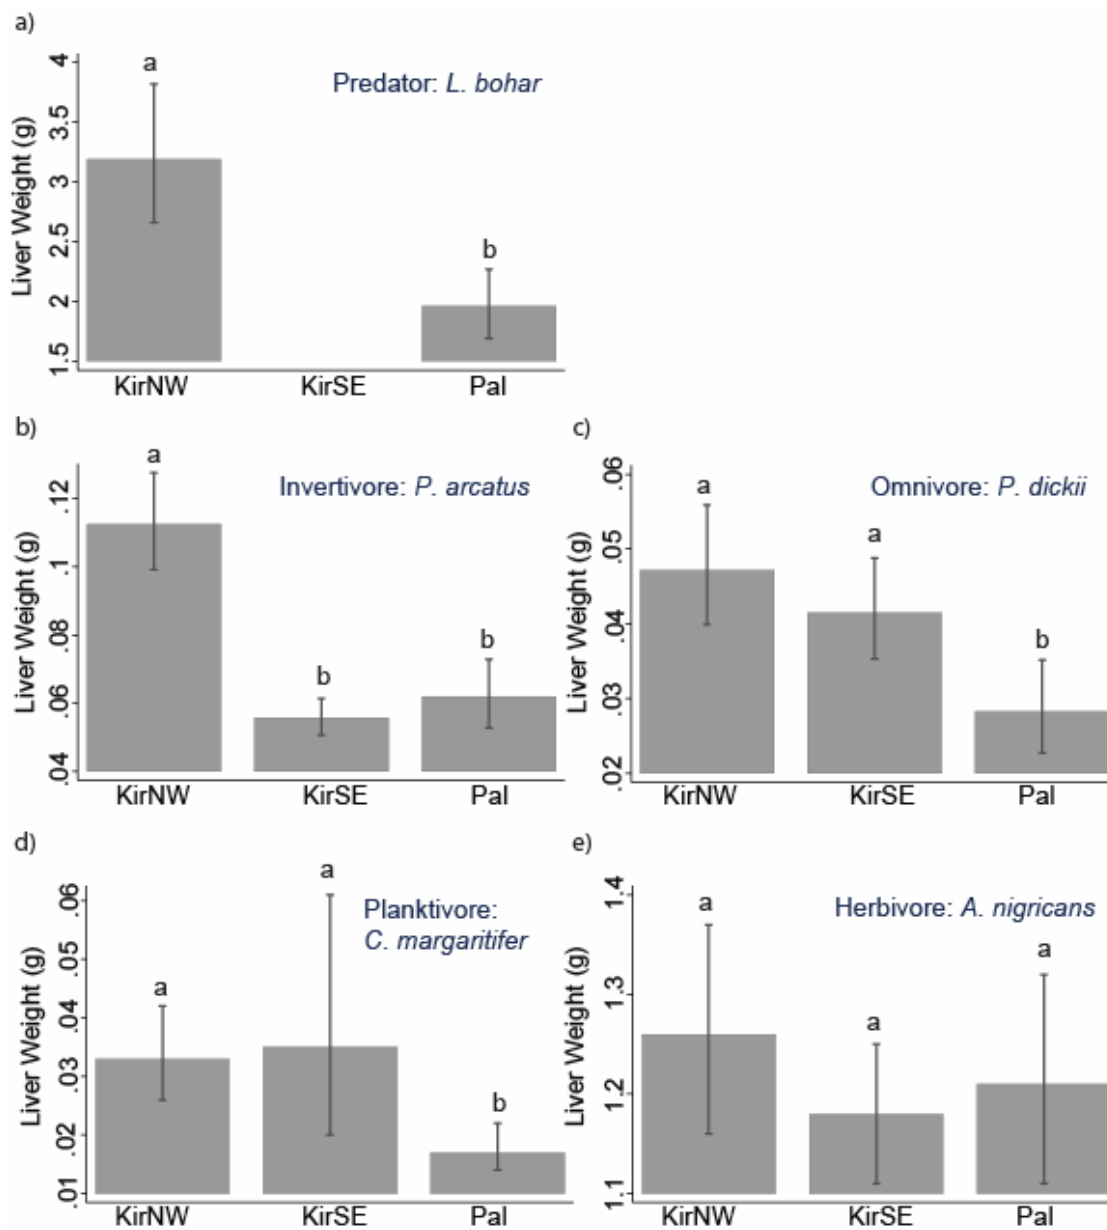 a)
Predator: L. bohar
Liver Weight (g)
4
3.5
3
2.5
2
1.5
a
b
KirNW KirSE Pal
b)
Invertivore: P. arcatus
Liver Weight (g)
.12
.1
.08
.06
.04
a
b
b
KirNW KirSE Pal
c)
Omnivore: P. dickii
Liver Weight (g)
.06
.05
.04
.03
.02
a
a
b
KirNW KirSE Pal
d)
Planktivore:
C. margaritifer
Liver Weight (g)
.06
.05
.04
.03
.02
.01
a
a
b
KirNW KirSE Pal
e)
Herbivore: A. nigricans
Liver Weight (g)
1.4
1.3
1.2
1.1
a
a
a
KirNW KirSE Pal